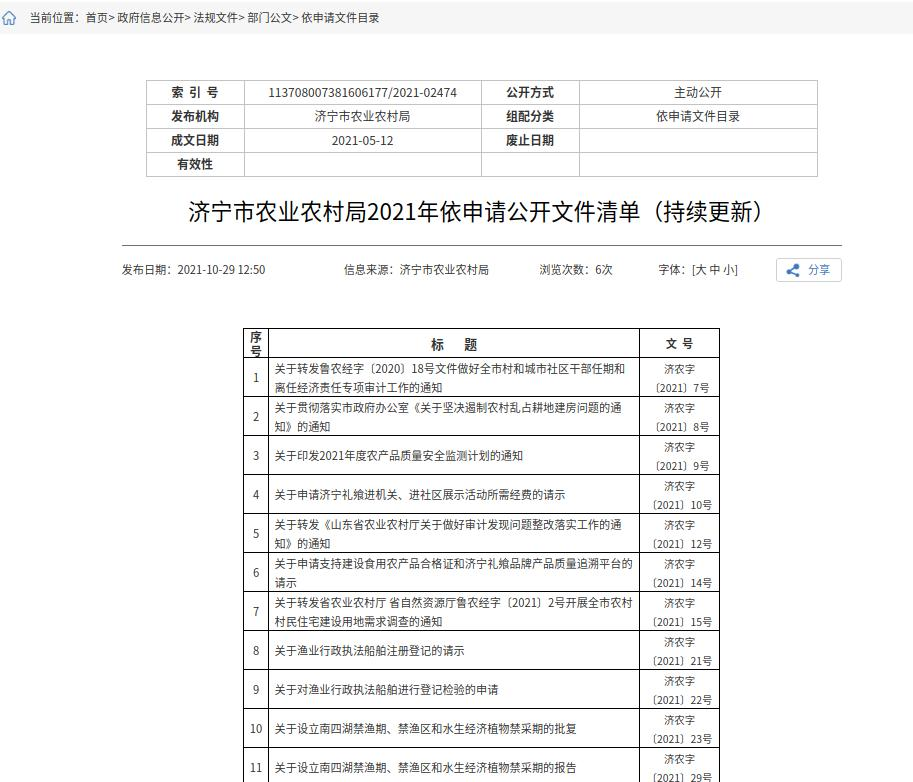 当前位置：首页> 政府信息公开> 法规文件> 部门公文> 依申请文件目录
索 引 号 113708007381606177/2021-02474 公开方式 主动公开
发布机构 济宁市农业农村局 组配分类 依申请文件目录
成文日期 2021-05-12 废止日期
有效性
济宁市农业农村局2021年依申请公开文件清单（持续更新）
发布日期：2021-10-29 12:50 信息来源：济宁市农业农村局 浏览次数：6次 字体：[大 中 小] 分享
序号 标 题 文 号
1 关于转发鲁农经字〔2020〕18号文件做好全市村和城市社区干部任期和
离任经济责任专项审计工作的通知
济农字
〔2021〕7号
2 关于贯彻落实市政府办公室《关于坚决遏制农村乱占耕地建房问题的通
知》的通知
济农字
〔2021〕8号
3 关于印发2021年度农产品质量安全监测计划的通知
济农字
〔2021〕9号
4 关于申请济宁礼飨进机关、进社区展示活动所需经费的请示
济农字
〔2021〕10号
5 关于转发《山东省农业农村厅关于做好审计发现问题整改落实工作的通
知》的通知
济农字
〔2021〕12号
6 关于申请支持建设食用农产品合格证和济宁礼飨品牌产品质量追溯平台的
请示
济农字
〔2021〕14号
7 关于转发省农业农村厅 省自然资源厅鲁农经字〔2021〕2号开展全市农村
村民住宅建设用地需求调查的通知
济农字
〔2021〕15号
8 关于渔业行政执法船舶注册登记的请示
济农字
〔2021〕21号
9 关于对渔业行政执法船舶进行登记检验的申请
济农字
〔2021〕22号
10 关于设立南四湖禁渔期、禁渔区和水生经济植物禁采期的批复
济农字
〔2021〕23号
11 关于设立南四湖禁渔期、禁渔区和水生经济植物禁采期的报告
济农字
〔2021〕29号